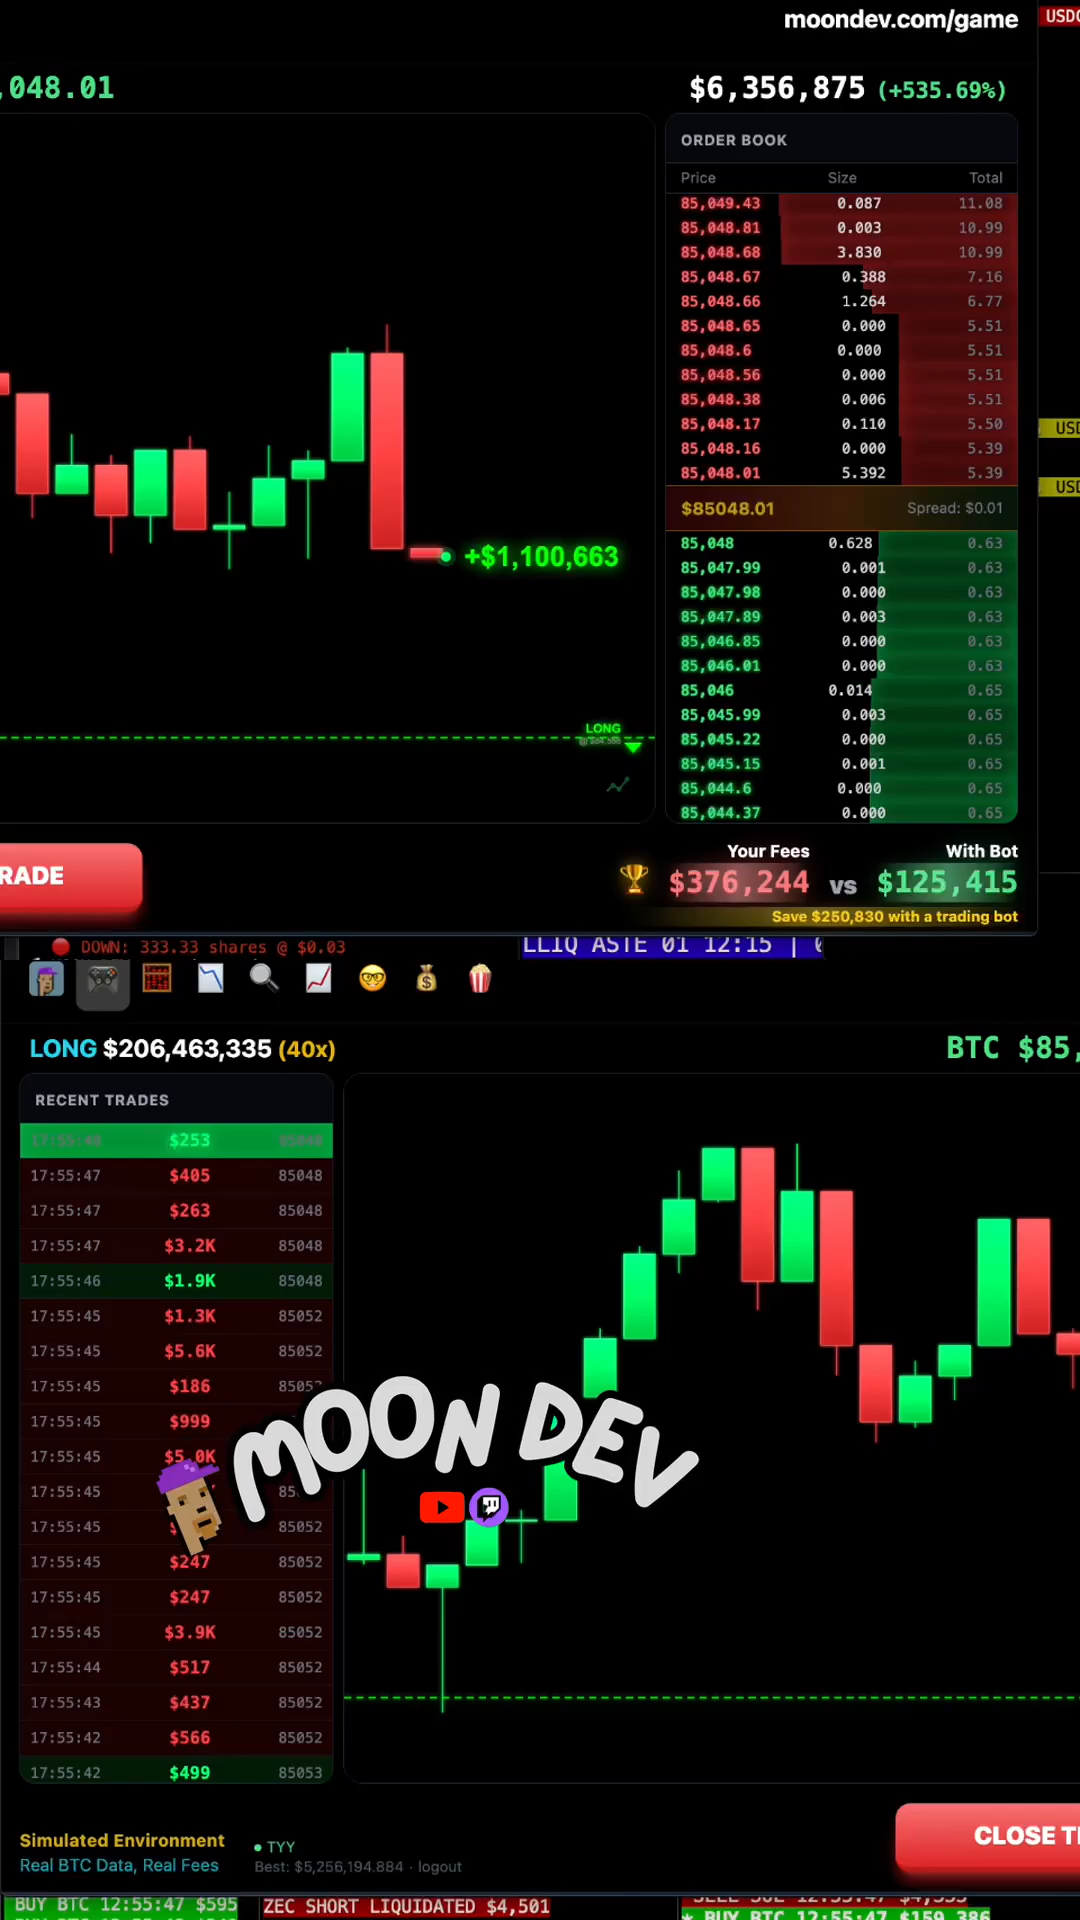 moondev.com/game
USD
,048.01
$6,356,875 (+535.69%)
ORDER BOOK
Price Size Total
85,049.43 0.087 11.08
85,048.81 0.003 10.99
85,048.68 3.830 10.99
85,048.67 0.388 7.16
85,048.66 1.264 6.77
85,048.65 0.000 5.51
85,048.6 0.000 5.51
85,048.56 0.000 5.51
85,048.38 0.006 5.51
85,048.17 0.110 5.50
85,048.16 0.000 5.39
85,048.01 5.392 5.39
$85048.01 Spread: $0.01
85,048 0.628 0.63
85,047.99 0.001 0.63
85,047.98 0.000 0.63
85,047.89 0.003 0.63
85,046.85 0.000 0.63
85,046.01 0.000 0.63
85,046 0.014 0.65
85,045.99 0.003 0.65
85,045.22 0.000 0.65
85,045.15 0.001 0.65
85,044.6 0.000 0.65
85,044.37 0.000 0.65
USD
USD
+$1,100,663
LONG
RADE
Your Fees With Bot
$376,244 vs $125,415
Save $250,830 with a trading bot
DOWN: 333.33 shares @ $0.03
LLIQ ASTE 01 12:15 |
LONG $206,463,335 (40x)
BTC $85,
RECENT TRADES
17:55:48 $253 85048
17:55:47 $405 85048
17:55:47 $263 85048
17:55:47 $3.2K 85048
17:55:46 $1.9K 85048
17:55:45 $1.3K 85052
17:55:45 $5.6K 85052
17:55:45 $186 8505
17:55:45 $999
17:55:45 $5.0K
17:55:45 85
17:55 85052
17:55:45 $247 85052
17:55:45 $247 85052
17:55:45 $3.9K 85052
17:55:44 $517 85052
17:55:43 $437 85052
17:55:42 $566 85052
17:55:42 $499 85053
MOON DEV
Simulated Environment
Real BTC Data, Real Fees
TYY
Best: $5,256,194.884 · logout
CLOSE T
BUY BTC 12:55:47 $595
ZEC SHORT LIQUIDATED $4,501
* BUY BTC 12:55:47 $159,386